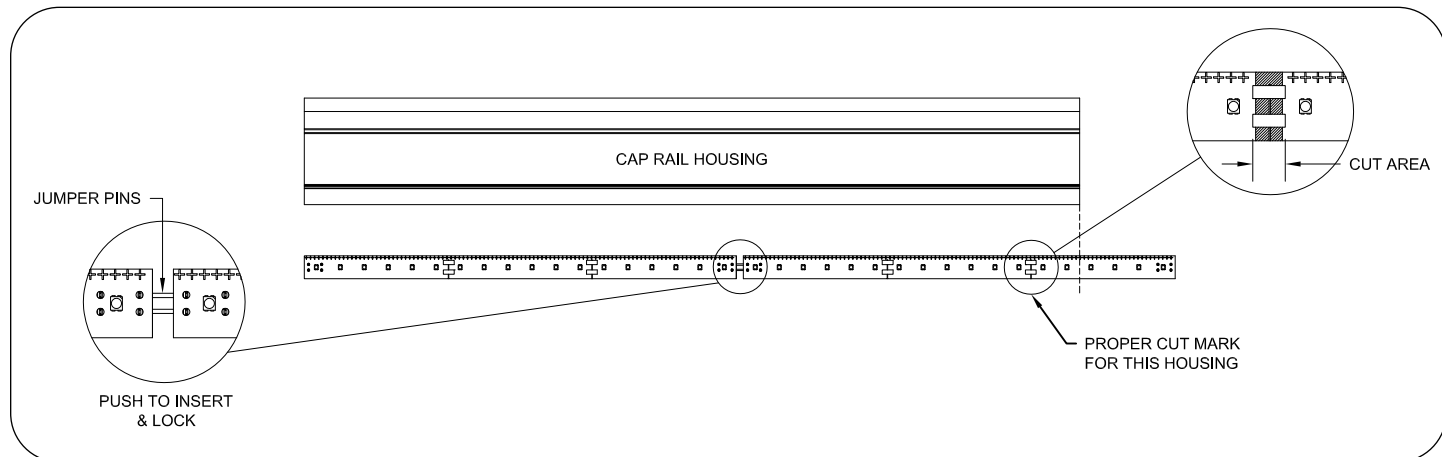 CAP RAIL HOUSING
CUT AREA
JUMPER PINS
PUSH TO INSERT
& LOCK
PROPER CUT MARK
FOR THIS HOUSING